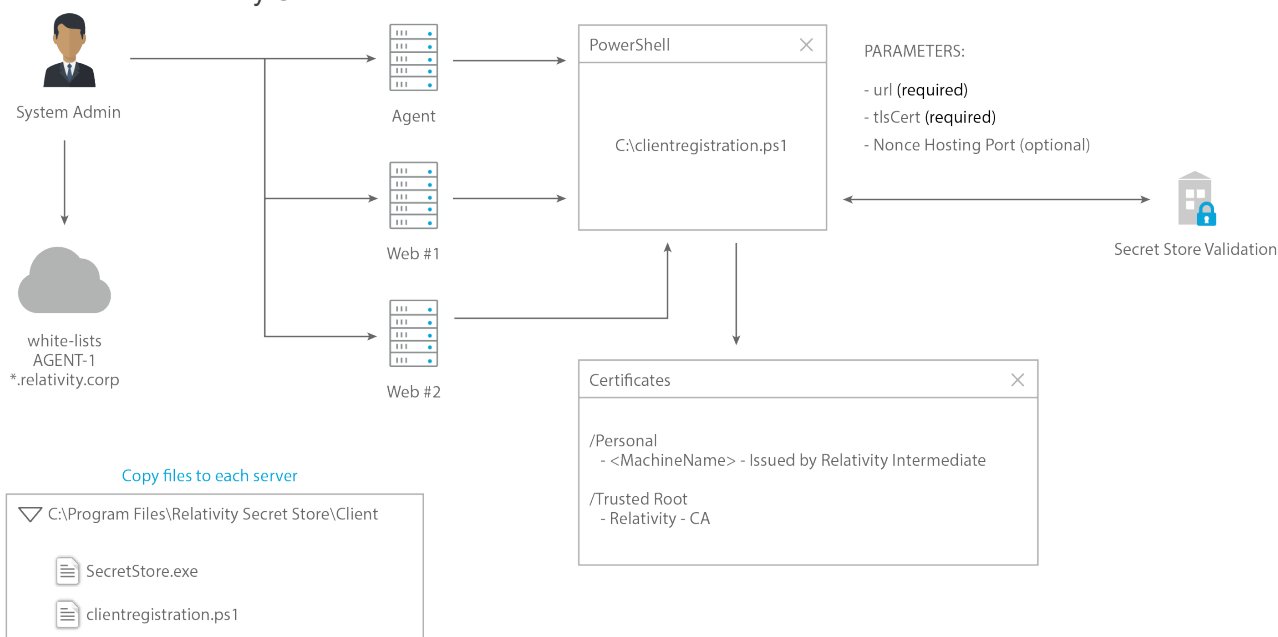 System Admin
white-lists
AGENT-1
*.relativity.corp
Agent
Web #1
Web #2
PowerShell
C:\clientregistration.ps1
PARAMETERS:
- url (required)
- tlsCert (required)
- Nonce Hosting Port (optional)
Secret Store Validation
Certificates
/Personal
- <MachineName> - Issued by Relativity Intermediate
/Trusted Root
- Relativity - CA
Copy files to each server
C:\Program Files\Relativity Secret Store\Client
SecretStore.exe
clientregistration.ps1